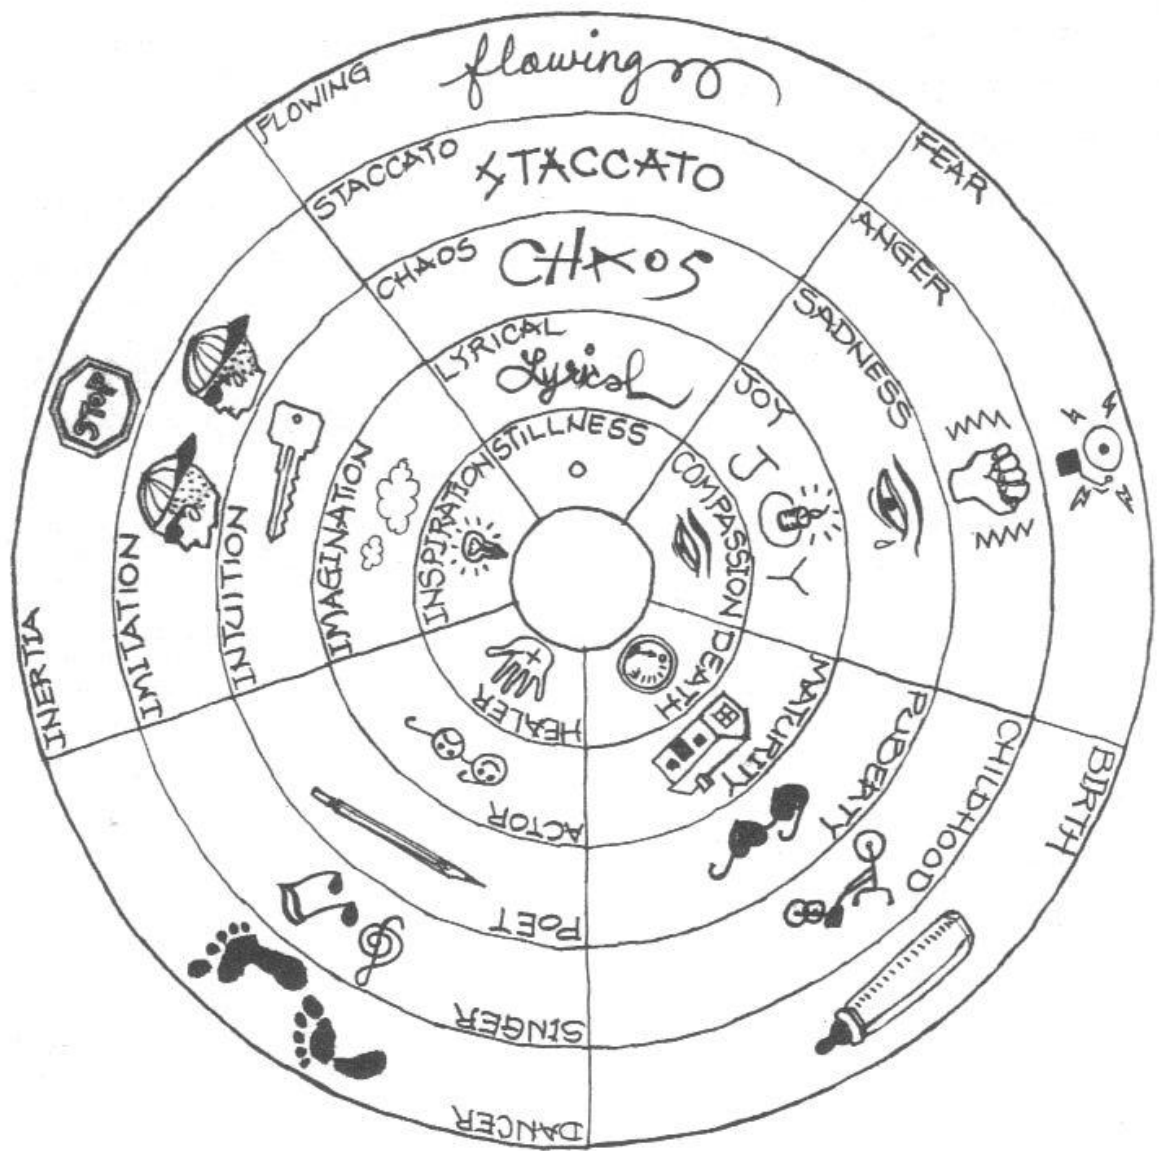 FLOWING
flowing
STACCATO
STACCATO
CHAOS
CHAOS
LYRICAL
Lyrical
STILLNESS
FEAR
ANGER
SADNESS
JOY
JOY
COMPASSION
BIRTH
CHILDHOOD
PUBERTY
MATURITY
DEATH
DANCER
SINGER
POET
ACTOR
HEALER
INERTIA
STOP
IMITATION
INTUITION
IMAGINATION
INSPIRATION